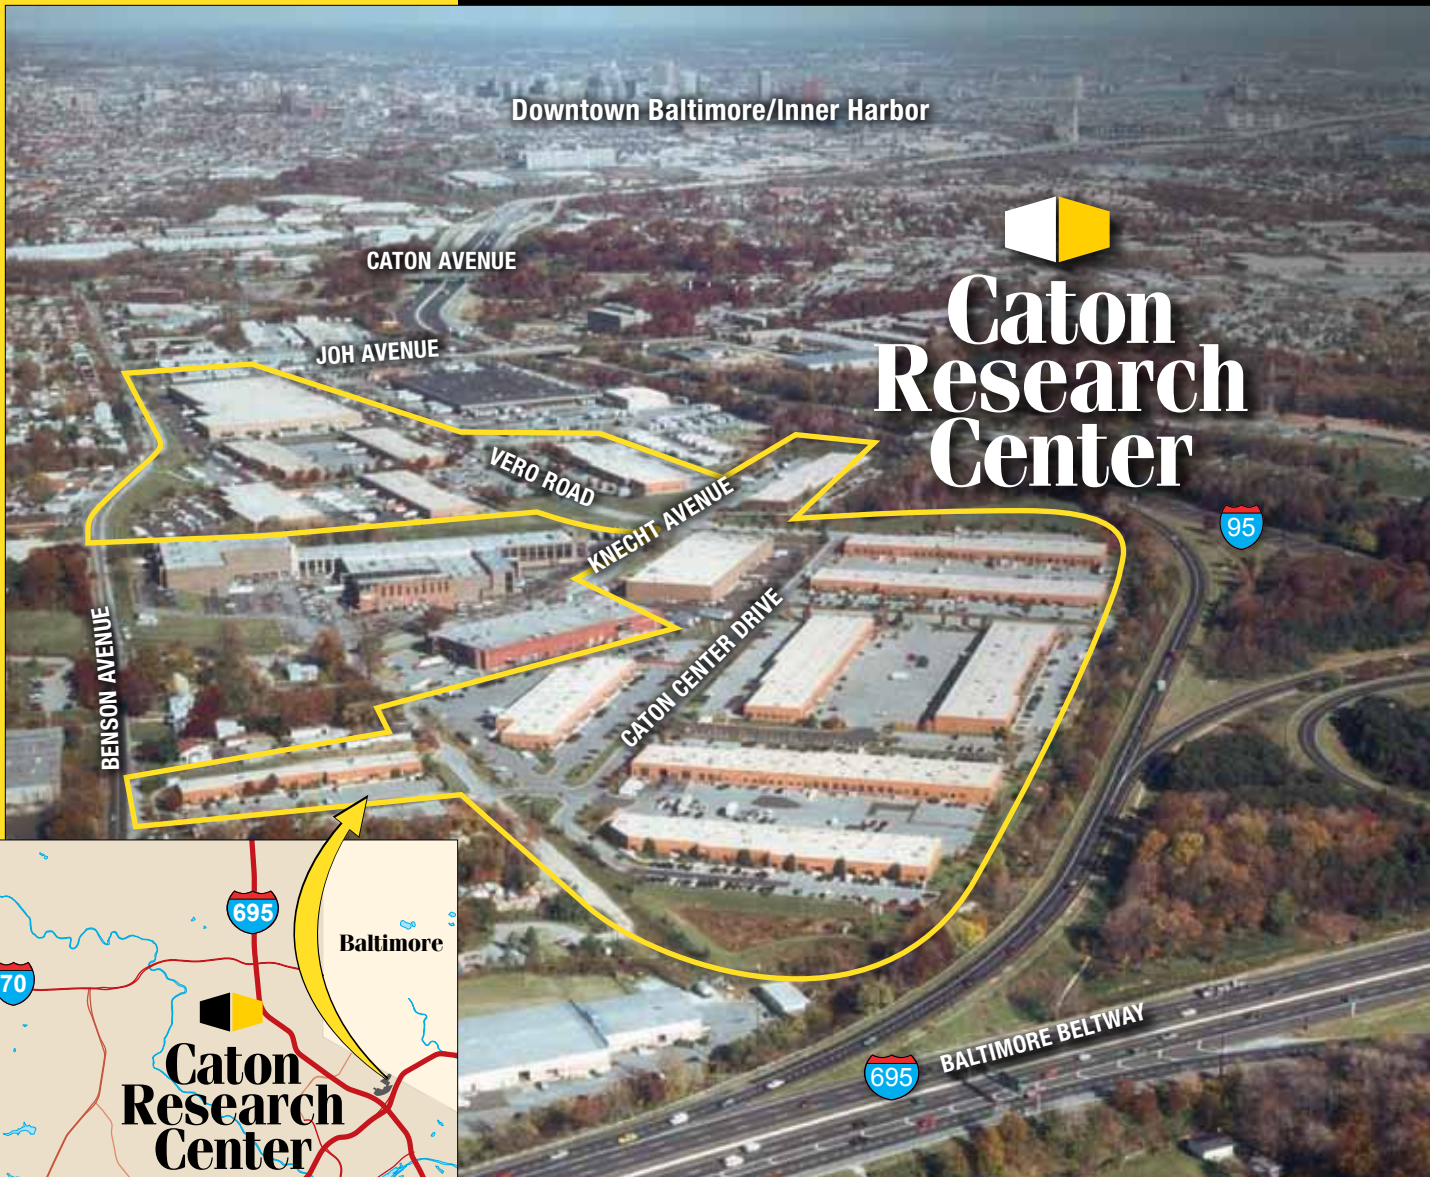 Downtown Baltimore/Inner Harbor
CATON AVENUE
Caton
Research
Center
JOH AVENUE
VERO ROAD
KNECHT AVENUE
95
CATON CENTER DRIVE
BENSON AVENUE
695
Baltimore
70
Caton
Research
Center
BALTIMORE BELTWAY
695